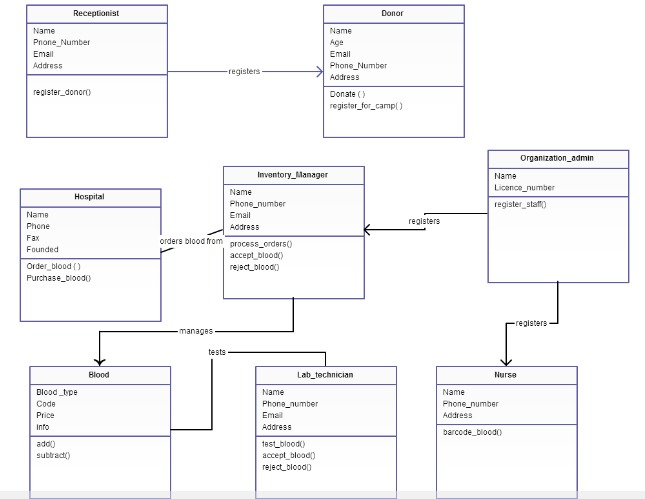 Receptionist
Name
Prione_Number
Email
Address
register_donor()
registers
Donor
Name
Age
Email
Phone_Number
Address
Donate ( )
register_for_camp( )
Organization_admin
Name
Licence_number
register_staff()
Inventory_Manager
Name
Phone_number
Email
Address
process_orders()
accept_blood()
reject_blood()
registers
Hospital
Name
Phone
Fax
Founded
Order_blood ( )
Purchase_blood()
orders blood from
manages
tests
registers
Blood
Blood _type
Code
Price
info
add()
subtract()
Lab_technician
Name
Phone_number
Email
Address
test_blood()
accept_blood()
reject_blood()
Nurse
Name
Phone_number
Address
barcode_blood()